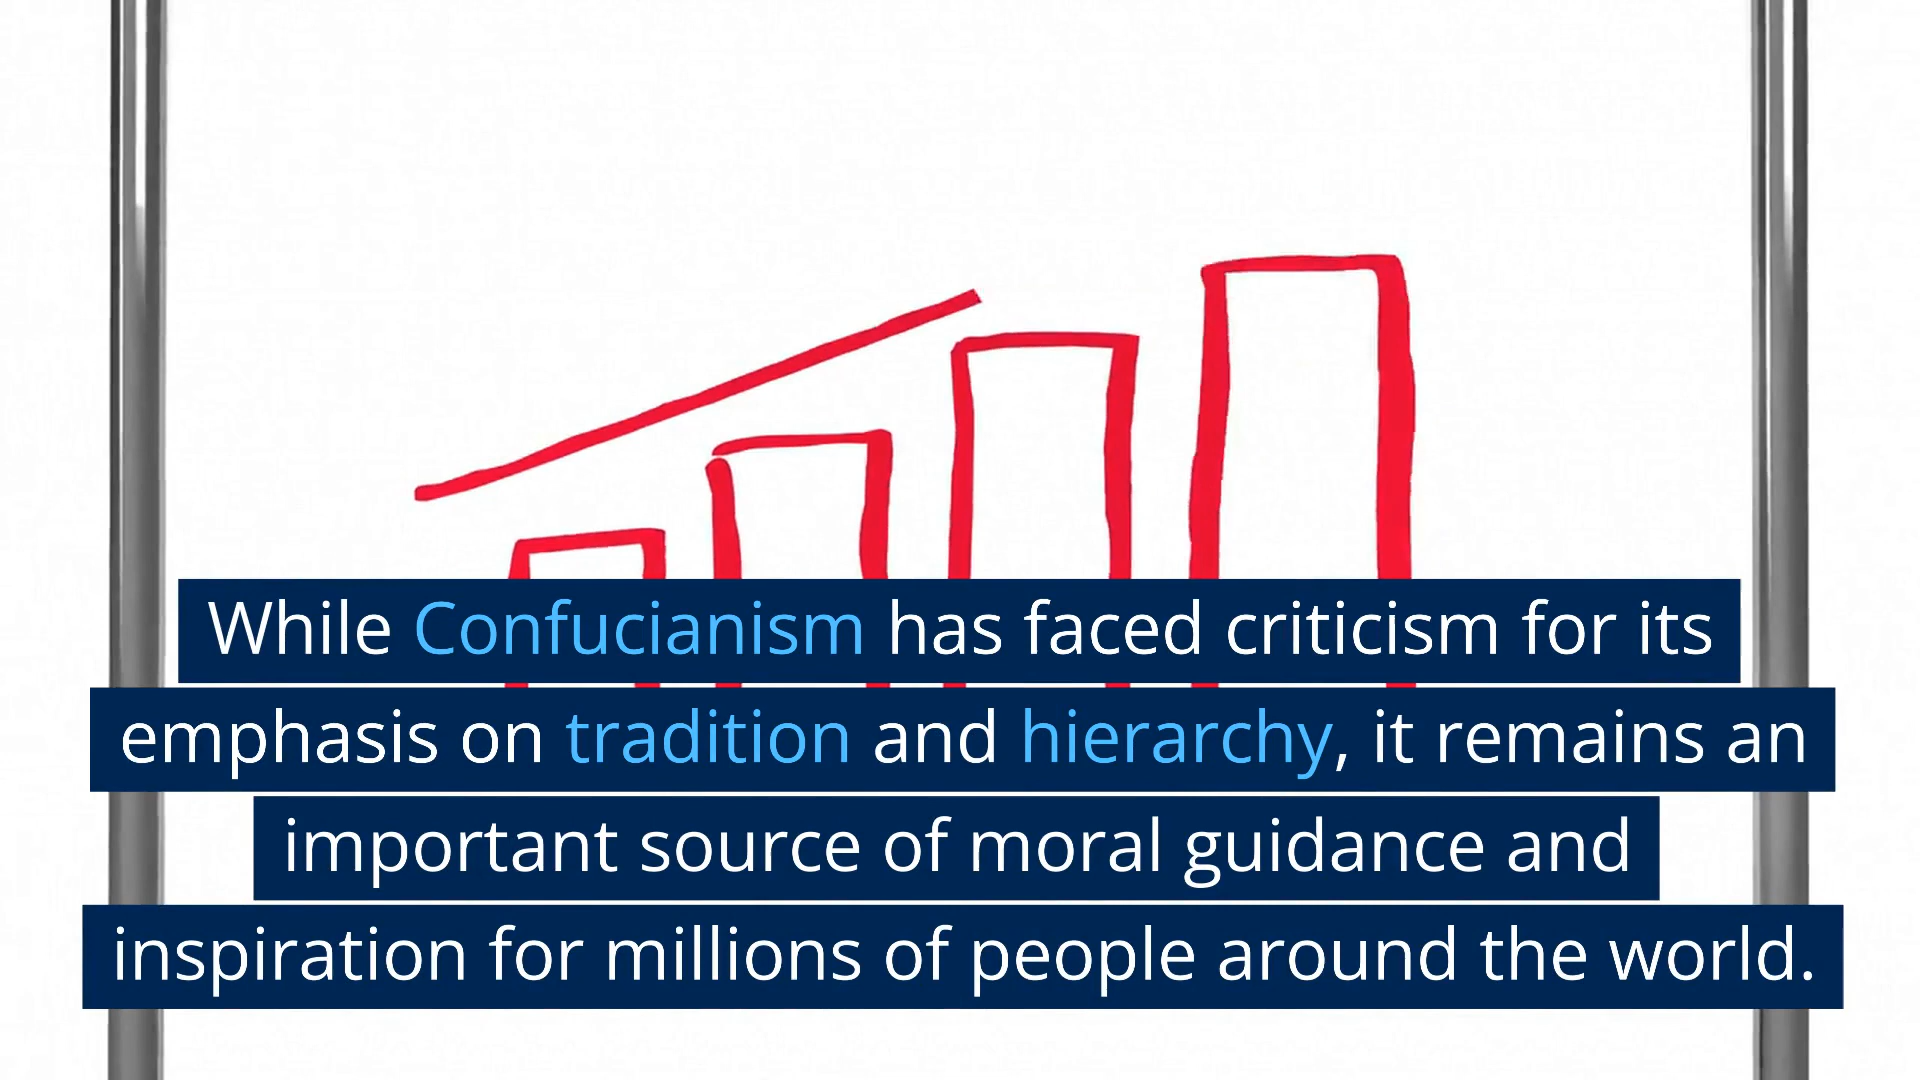 While Confucianism has faced criticism for its
emphasis on tradition and hierarchy, it remains an
important source of moral guidance and
inspiration for millions of people around the world.